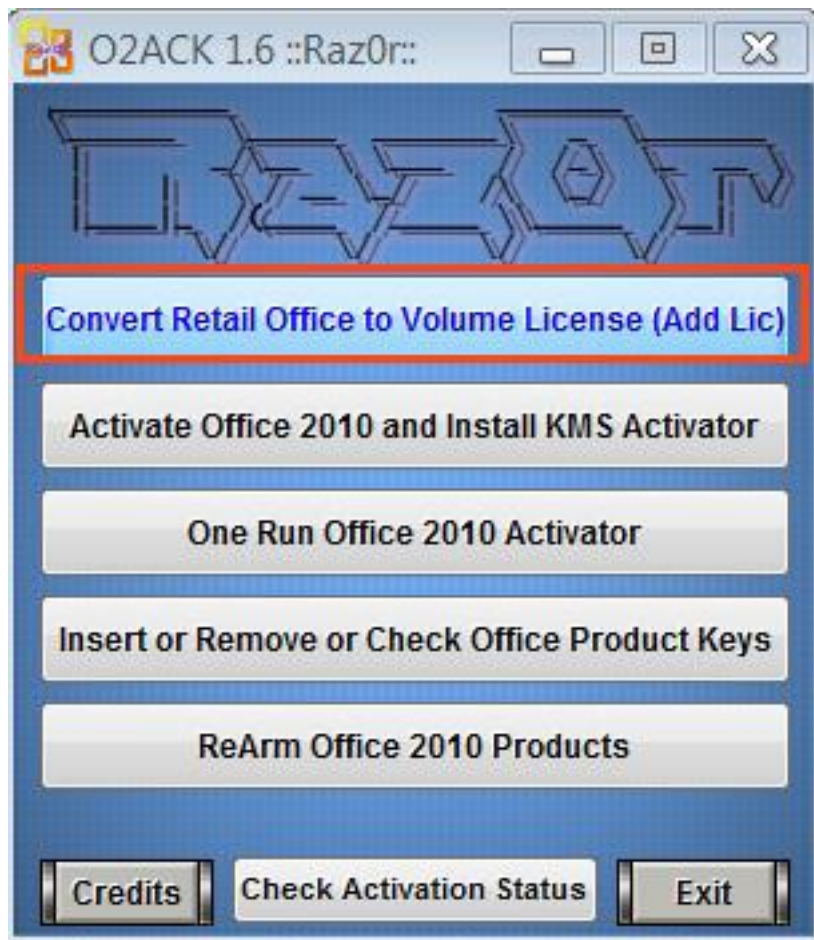 O2ACK 1.6 ::Raz0r::
Raz0r
Convert Retail Office to Volume License (Add Lic)
Activate Office 2010 and Install KMS Activator
One Run Office 2010 Activator
Insert or Remove or Check Office Product Keys
ReArm Office 2010 Products
Credits
Check Activation Status
Exit